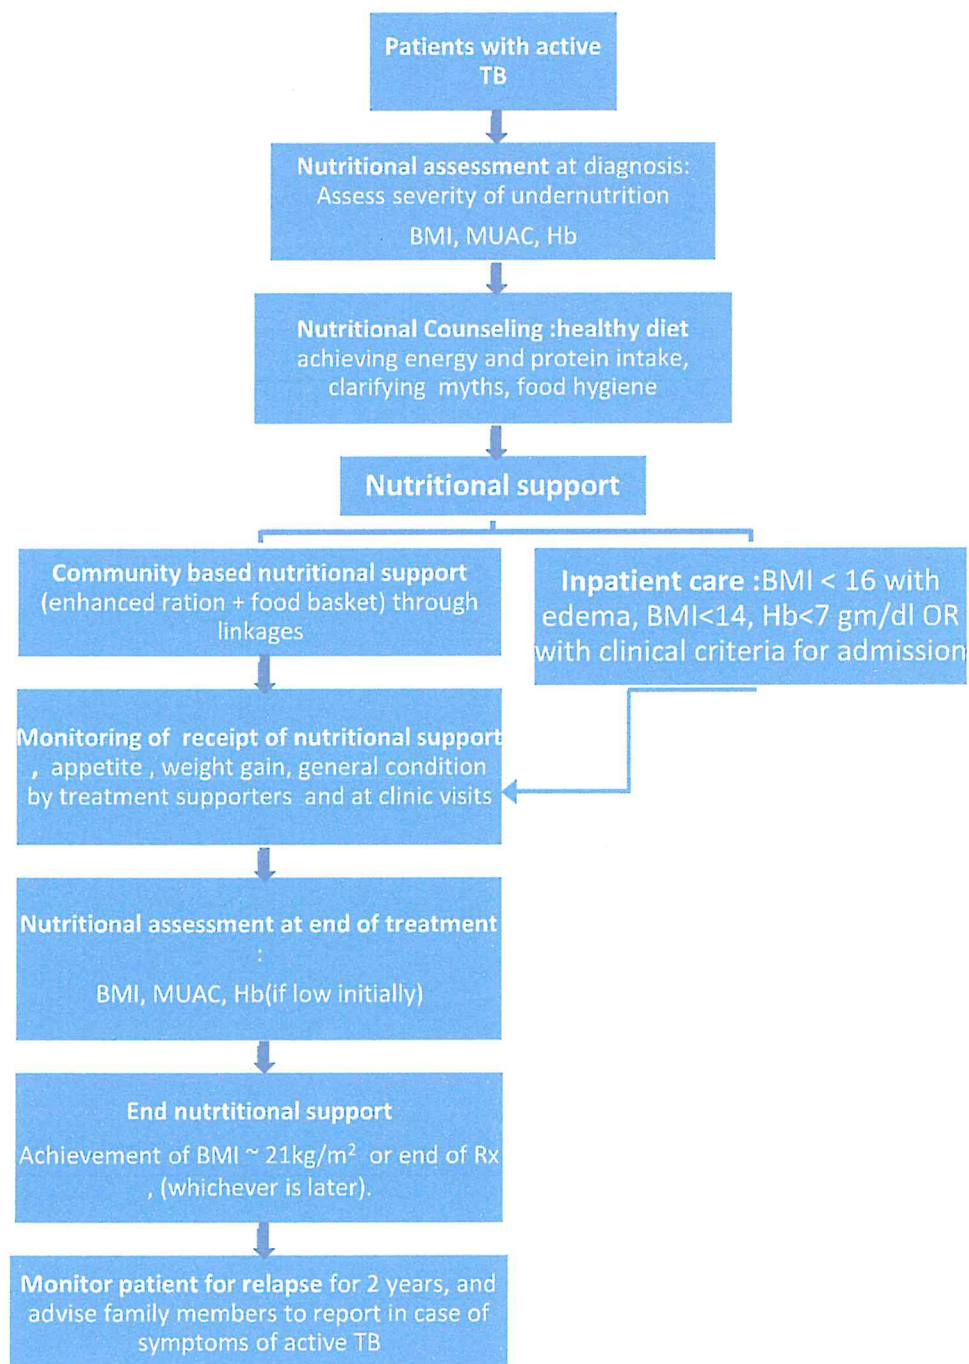 Patients with active
TB
Nutritional assessment at diagnosis:
Assess severity of undernutrition
BMI, MUAC, Hb
Nutritional Counseling :healthy diet
achieving energy and protein intake,
clarifying myths, food hygiene
Nutritional support
Community based nutritional support
(enhanced ration + food basket) through
linkages
Inpatient care :BMI < 16 with
edema, BMI<14, Hb<7 gm/dl OR
with clinical criteria for admission
Monitoring of receipt of nutritional support
, appetite , weight gain, general condition
by treatment supporters and at clinic visits
Nutritional assessment at end of treatment
:
BMI, MUAC, Hb(if low initially)
End nutrtitional support
Achievement of BMI ~ 21kg/m² or end of Rx
, (whichever is later).
Monitor patient for relapse for 2 years, and
advise family members to report in case of
symptoms of active TB